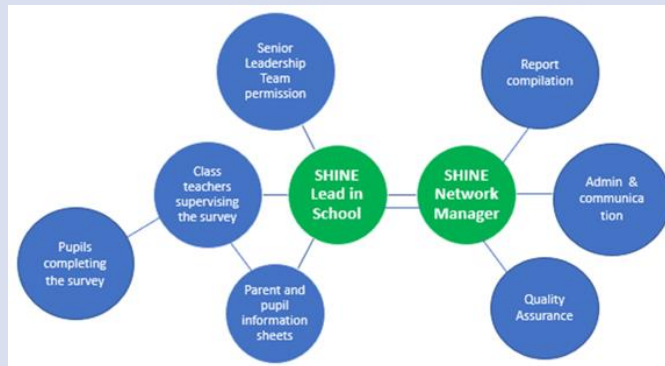 Senior
Leadership
Team
permission
Report
compilation
Class
teachers
supervising
the survey
SHINE
Lead in
School
SHINE
Network
Manager
Admin &
communica
tion
Pupils
completing
the survey
Parent and
pupil
information
sheets
Quality
Assurance